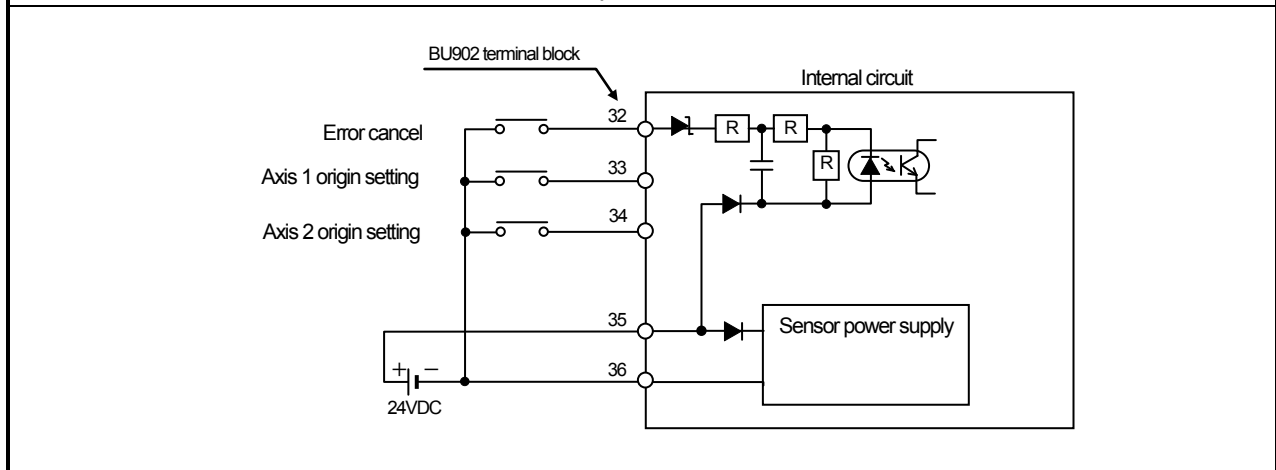 BU902 terminal block
Internal circuit
Error cancel
32
R
R
R
Axis 1 origin setting
33
Axis 2 origin setting
34
35
Sensor power supply
36
+ −
24VDC